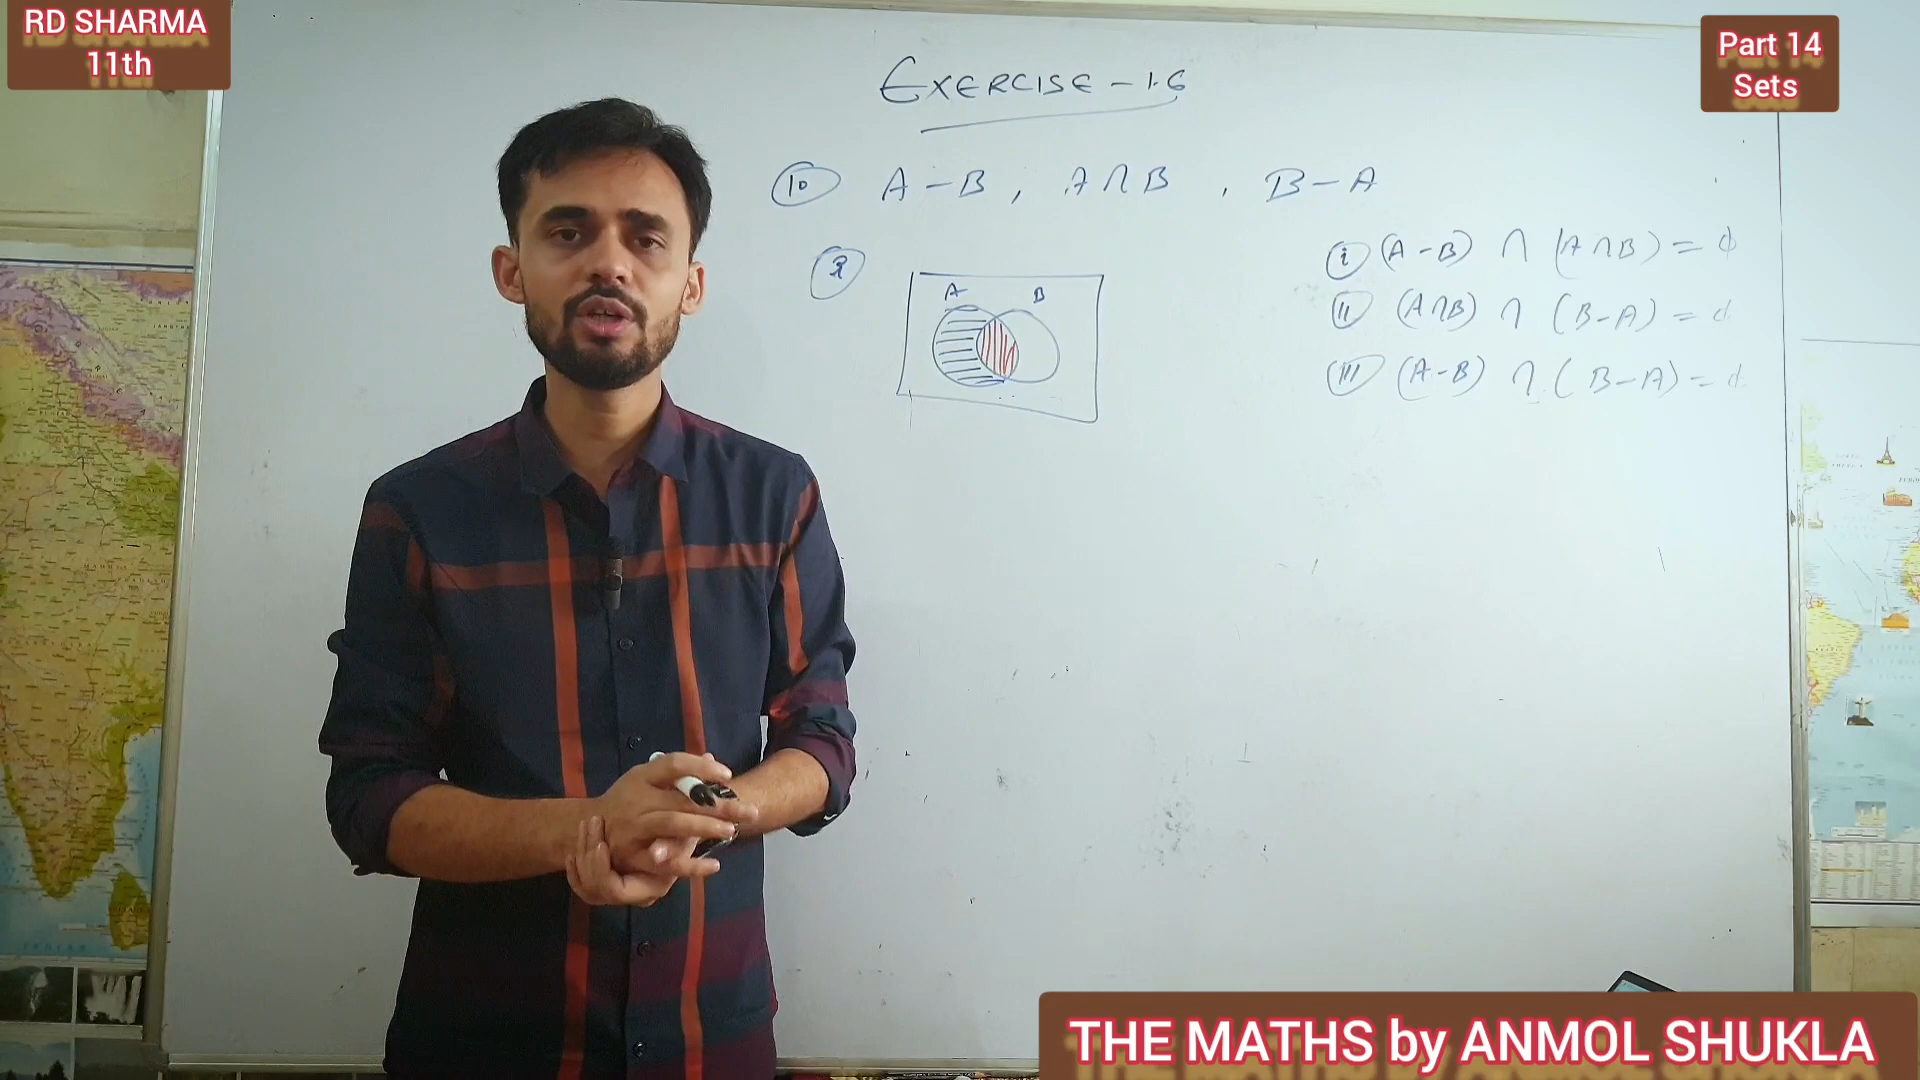 RD SHARMA
11th
Part 14
Sets
EXERCISE - 1.6
10 A - B , A ∩ B , B - A
i (A - B) ∩ (A ∩ B) = ϕ
A B
II (A ∩ B) ∩ (B - A) = ϕ
III (A - B) ∩ (B - A) = ϕ
THE MATHS by ANMOL SHUKLA